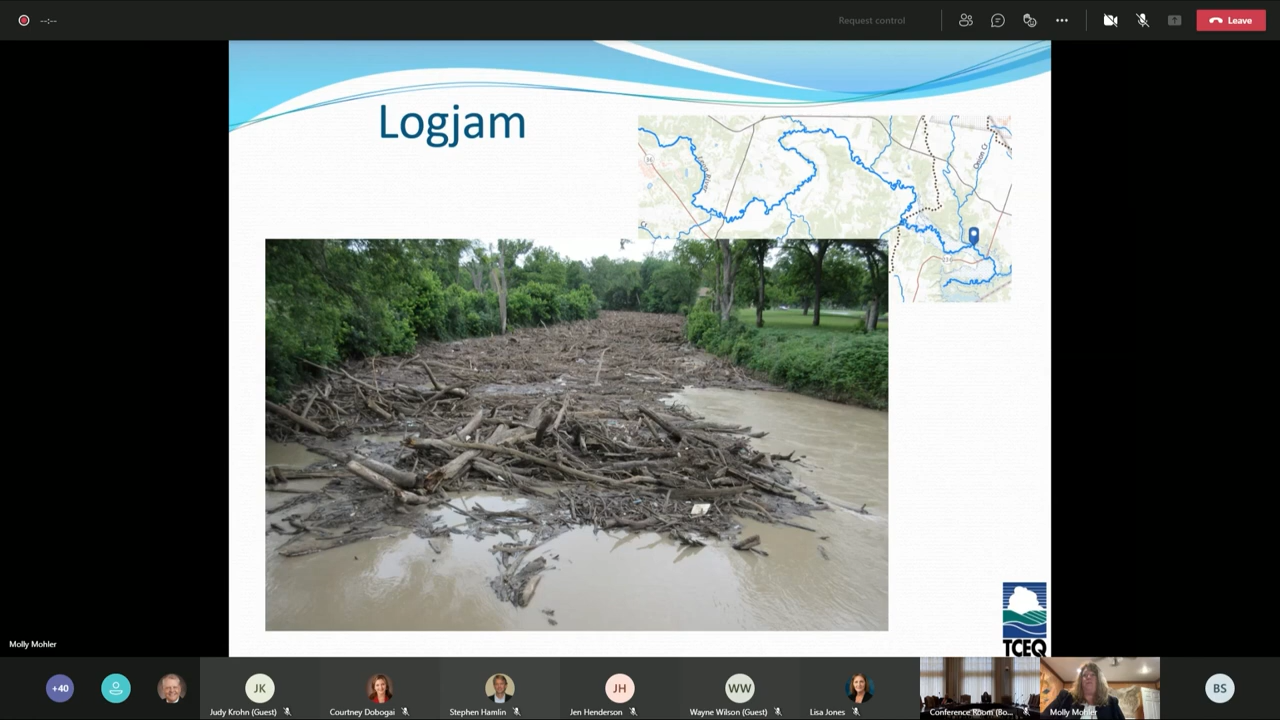 --:--
Request control
Leave
Logjam
TCEQ
Molly Mohler
+40
JK
JH
WW
BS
Judy Krohn (Guest)
Courtney Dobogai
Stephen Hamlin
Jen Henderson
Wayne Wilson (Guest)
Lisa Jones
Conference Room (Bo...
Molly Mohler